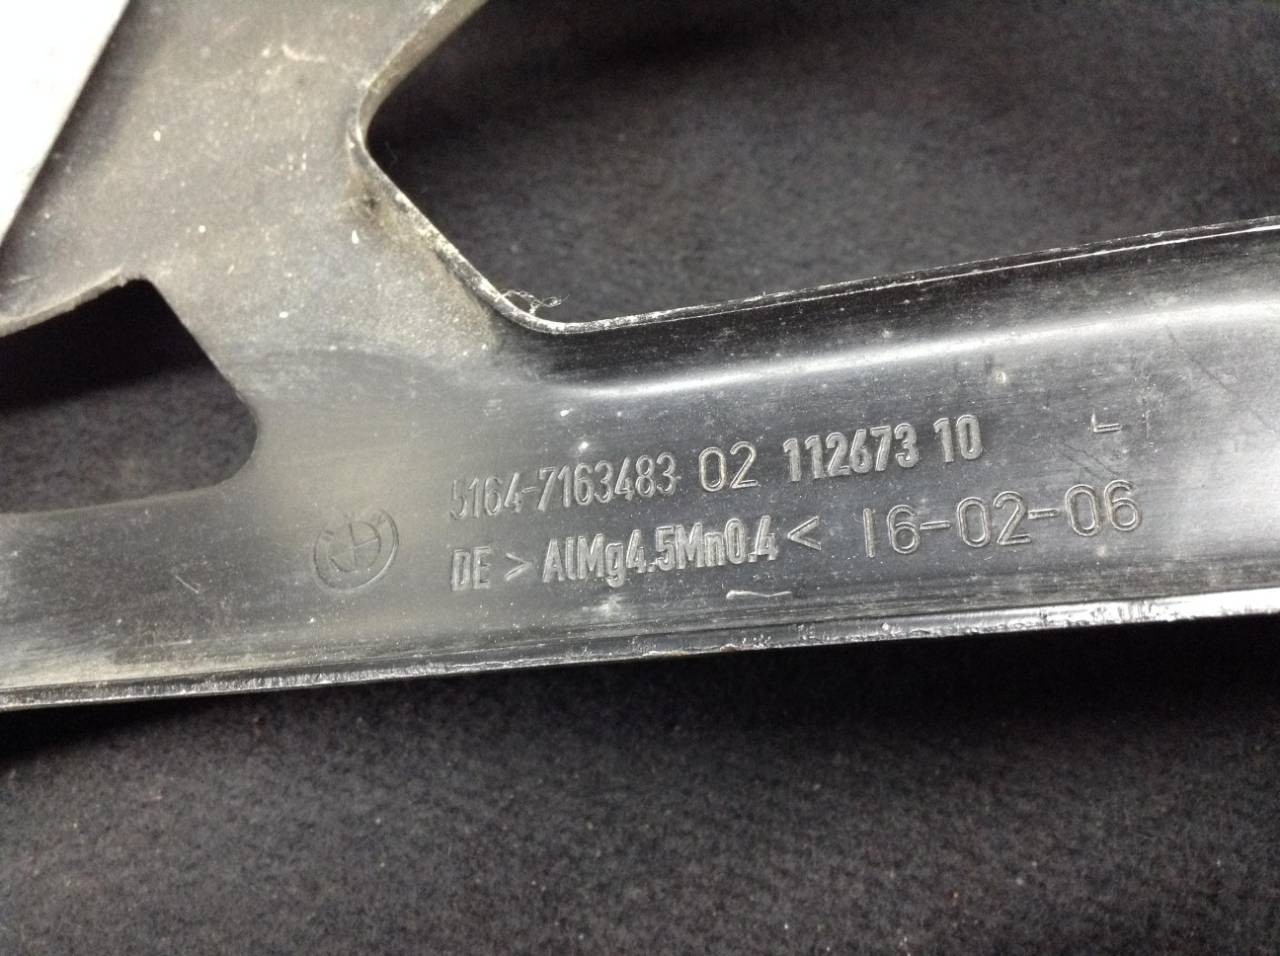 5164-7163483 02 112673 10 L
DE >AlMg4.5Mn0.4< 16-02-06